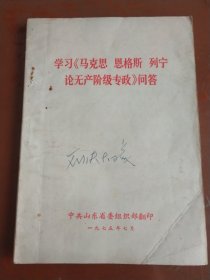 学习《马克思 恩格斯 列宁
论无产阶级专政》问答
中共山东省委组织部翻印
一九七五年七月